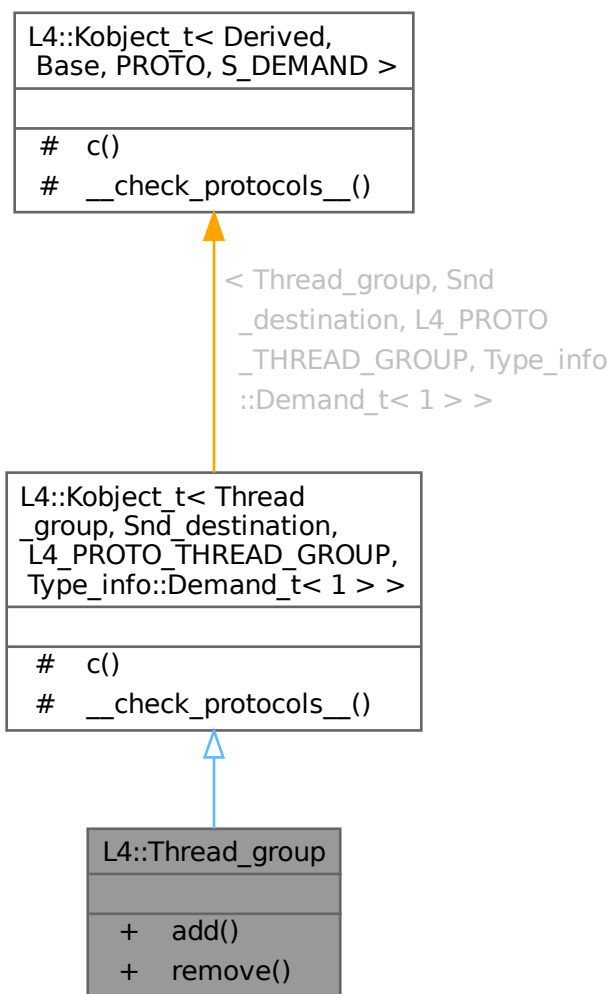 L4::Kobject_t< Derived,
Base, PROTO, S_DEMAND >
# c()
# __check_protocols__()
< Thread_group, Snd
_destination, L4_PROTO
_THREAD_GROUP, Type_info
::Demand_t< 1 > >
L4::Kobject_t< Thread
_group, Snd_destination,
L4_PROTO_THREAD_GROUP,
Type_info::Demand_t< 1 > >
# c()
# __check_protocols__()
L4::Thread_group
+ add()
+ remove()